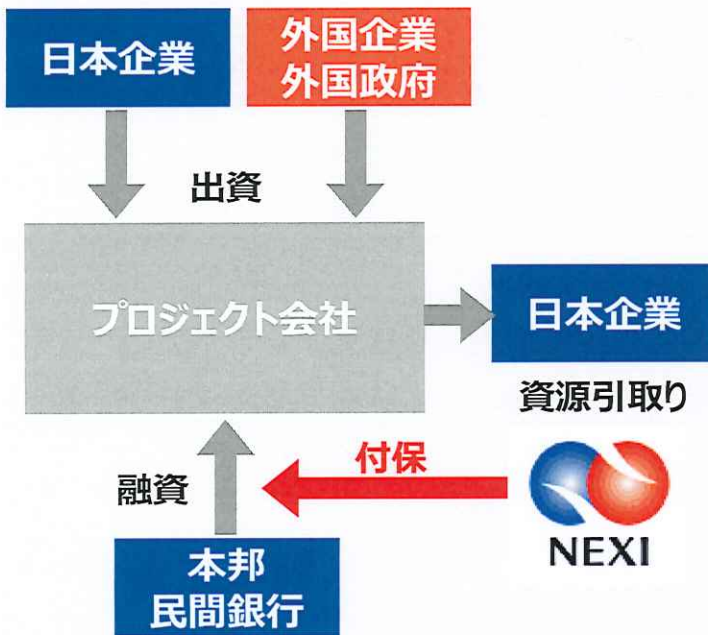 日本企業
外国企業
外国政府
出資
プロジェクト会社
日本企業
資源引取り
付保
融資
NEXI
本邦
民間銀行